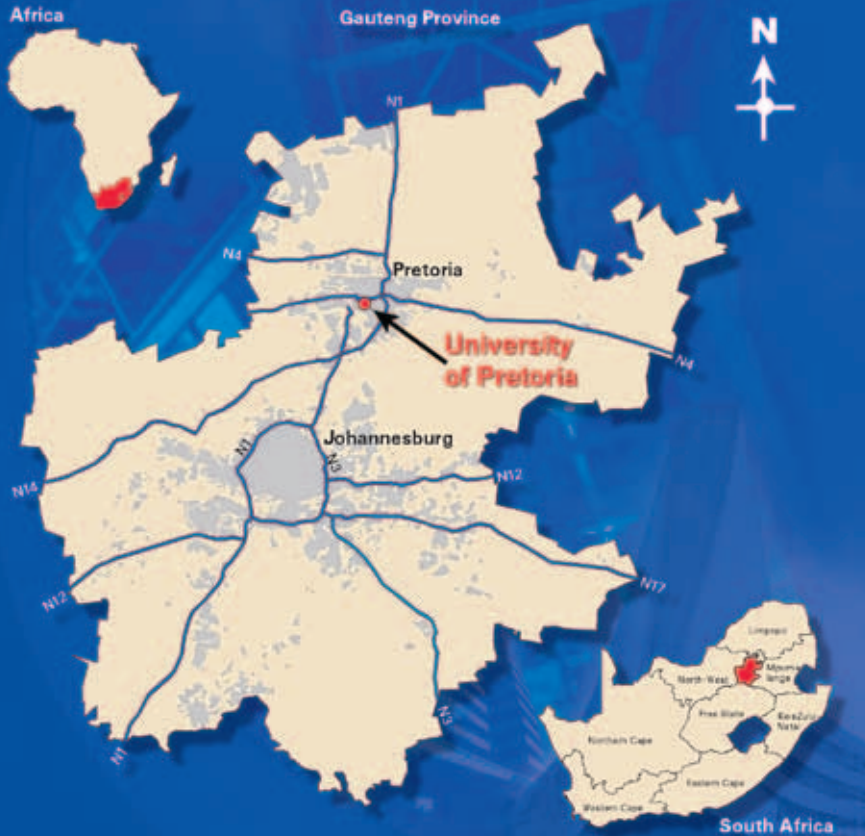 Africa
Gauteng Province
N
N1
N4
Pretoria
University
of Pretoria
N4
Johannesburg
N1
N3
N14
N12
N12
N17
N1
N3
Limpopo
North-West
Mpuma
langa
Free State
KwaZulu
Natal
Northern Cape
Eastern Cape
Western Cape
South Africa